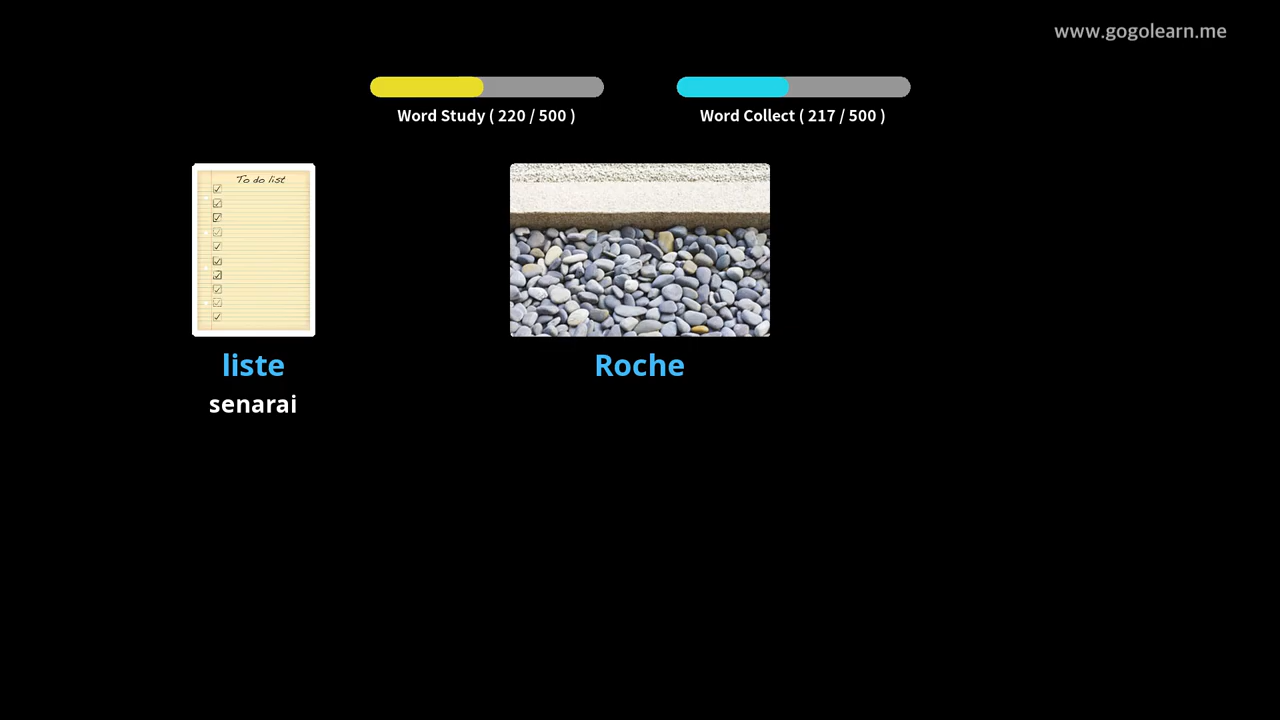 www.gogolearn.me
Word Study ( 220 / 500 )
Word Collect ( 217 / 500 )
To do list
liste
senarai
Roche